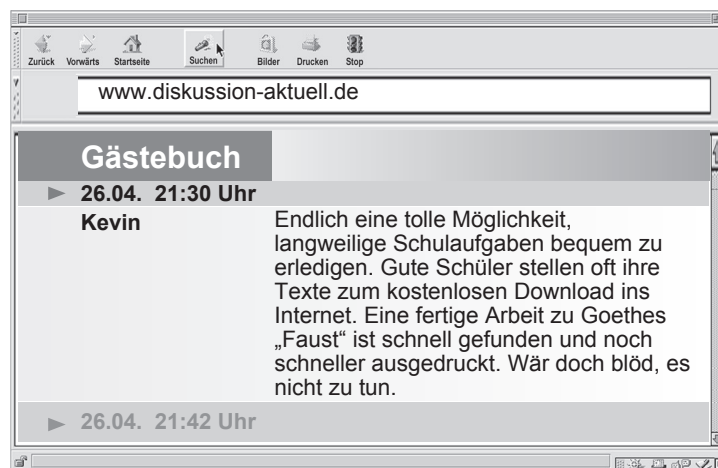 Zurück Vorwärts Startseite Suchen Bilder Drucken Stop
www.diskussion-aktuell.de
Gästebuch
26.04. 21:30 Uhr
Kevin
Endlich eine tolle Möglichkeit,
langweilige Schulaufgaben bequem zu
erledigen. Gute Schüler stellen oft ihre
Texte zum kostenlosen Download ins
Internet. Eine fertige Arbeit zu Goethes
„Faust“ ist schnell gefunden und noch
schneller ausgedruckt. Wär doch blöd, es
nicht zu tun.
26.04. 21:42 Uhr